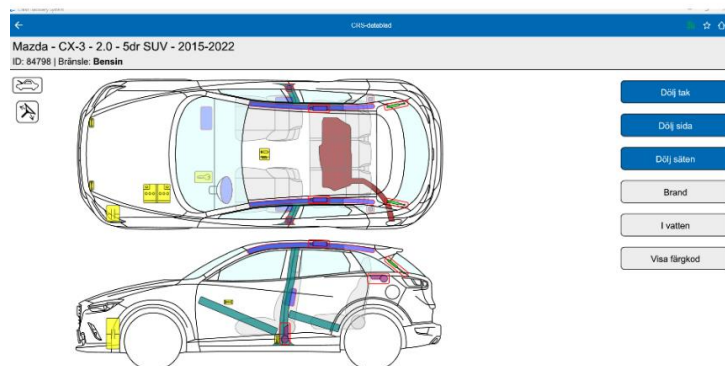 CRS-datablad
Mazda - CX-3 - 2.0 - 5dr SUV - 2015-2022
ID: 84798 | Bränsle: Bensin
Dölj tak
Dölj sida
Dölj säten
Brand
I vatten
Visa färgkod